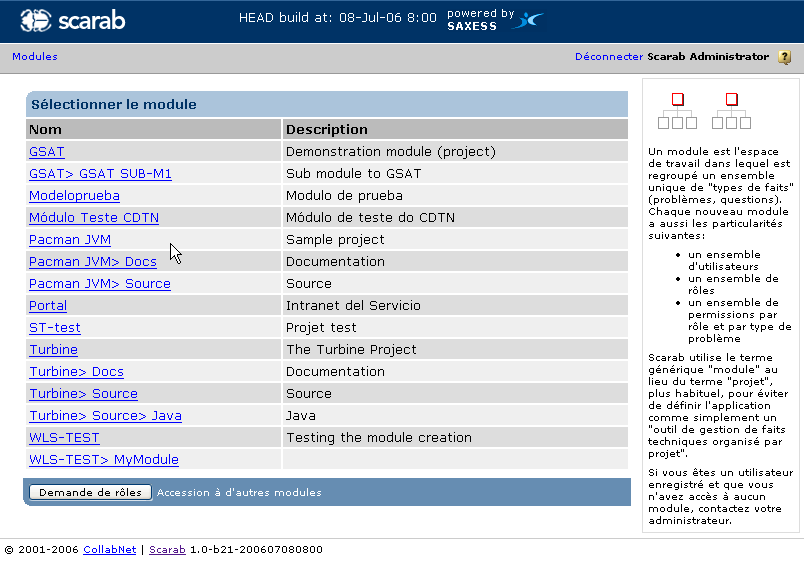 scarab HEAD build at: 08-Jul-06 8:00 powered by SAXESS
Modules Déconnecter Scarab Administrator ?
Sélectionner le module
Nom Description
GSAT Demonstration module (project)
GSAT> GSAT SUB-M1 Sub module to GSAT
Modeloprueba Modulo de prueba
Módulo Teste CDTN Módulo de teste do CDTN
Pacman JVM Sample project
Pacman JVM> Docs Documentation
Pacman JVM> Source Source
Portal Intranet del Servicio
ST-test Projet test
Turbine The Turbine Project
Turbine> Docs Documentation
Turbine> Source Source
Turbine> Source> Java Java
WLS-TEST Testing the module creation
WLS-TEST> MyModule
Demande de rôles Accession à d'autres modules
Un module est l'espace
de travail dans lequel est
regroupé un ensemble
unique de "types de faits"
(problèmes, questions).
Chaque nouveau module
a aussi les particularités
suivantes:
• un ensemble
d'utilisateurs
• un ensemble de
rôles
• un ensemble de
permissions par
rôle et par type de
problème
Scarab utilise le terme
générique "module" au
lieu du terme "projet",
plus habituel, pour éviter
de définir l'application
comme simplement un
"outil de gestion de faits
techniques organisé par
projet".
Si vous êtes un utilisateur
enregistré et que vous
n'avez accès à aucun
module, contactez votre
administrateur.
© 2001-2006 CollabNet | Scarab 1.0-b21-200607080800